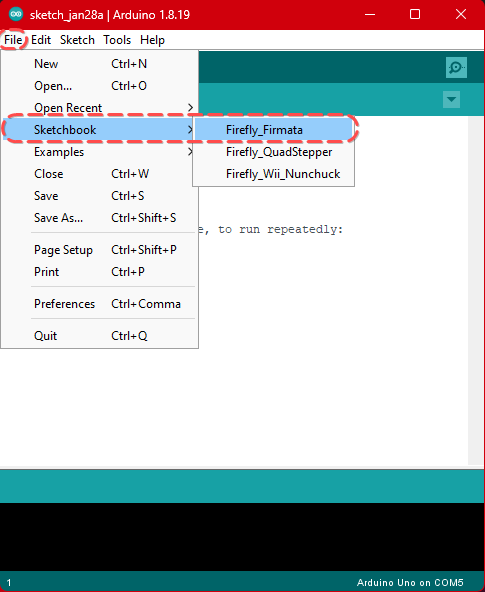 sketch_jan28a | Arduino 1.8.19
File Edit Sketch Tools Help
New Ctrl+N
Open... Ctrl+O
Open Recent
Sketchbook
Firefly_Firmata
Examples
Firefly_QuadStepper
Close Ctrl+W
Firefly_Wii_Nunchuck
Save Ctrl+S
Save As... Ctrl+Shift+S
e, to run repeatedly:
Page Setup Ctrl+Shift+P
Print Ctrl+P
Preferences Ctrl+Comma
Quit Ctrl+Q
1 Arduino Uno on COM5